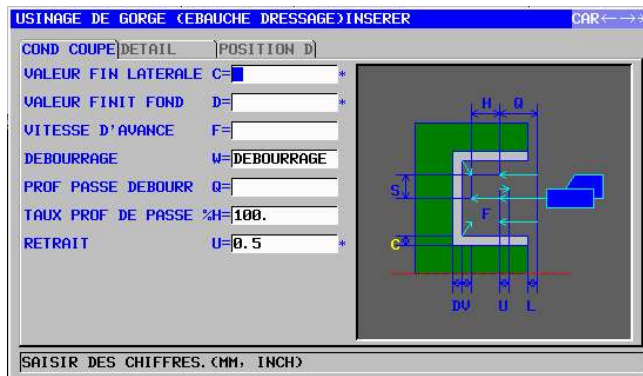 USINAGE DE GORGE (EBAUCHE DRESSAGE)INSERER CAR←→*
COND COUPE DETAIL POSITION D
VALEUR FIN LATERALE C= *
VALEUR FINIT FOND D= *
VITESSE D'AVANCE F=
DEBOURRAGE W=DEBOURRAGE
PROF PASSE DEBOURR Q=
TAUX PROF DE PASSE %H=100.
RETRAIT U=0.5 *
H Q
S
F
C
DV U L
SAISIR DES CHIFFRES.(MM, INCH)